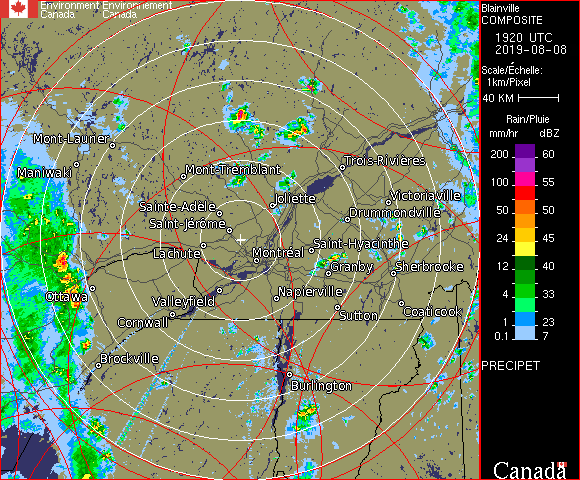 Environment Environnement
Canada Canada
Blainville
COMPOSITE
1920 UTC
2019-08-08
Scale/Échelle:
1km/Pixel
40 KM
Rain/Pluie
mm/hr dBZ
200 60
100 55
50 50
24 45
12 40
4 33
1 23
0.1 7
PRECIPET
Canada
Mont-Laurier
Maniwaki
Mont-Tremblant
Trois-Rivières
Joliette
Victoriaville
Sainte-Adèle
Drummondville
Saint-Jérôme
Lachute
Montréal
Saint-Hyacinthe
Granby
Sherbrooke
Ottawa
Valleyfield
Napierville
Cornwall
Sutton
Coaticook
Brockville
Burlington